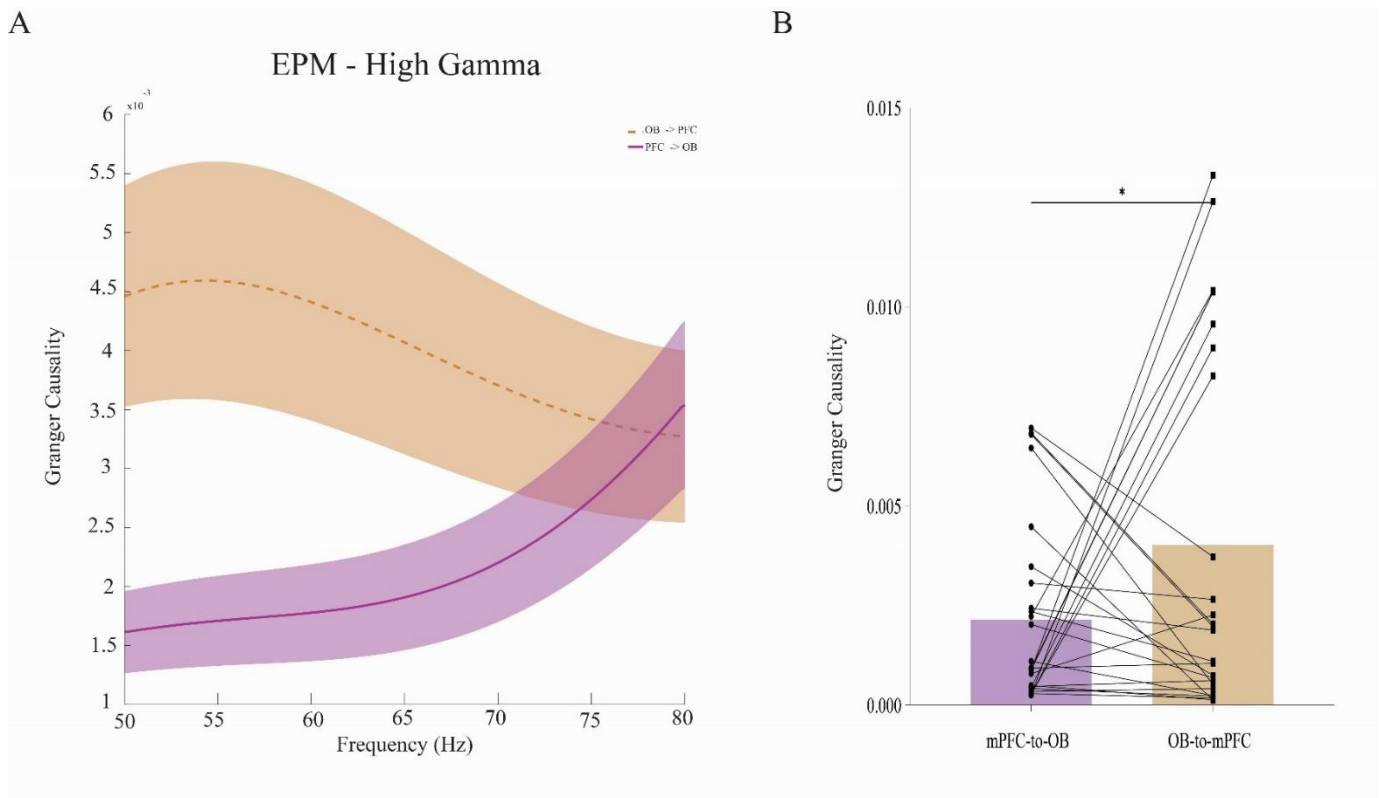 A
B
EPM - High Gamma
x10 -3
OB -> PFC
PFC -> OB
6
5.5
5
4.5
4
3.5
3
2.5
2
1.5
1
50 55 60 65 70 75 80
Granger Causality
Frequency (Hz)
0.015
0.010
0.005
0.000
*
Granger Causality
mPFC-to-OB OB-to-mPFC